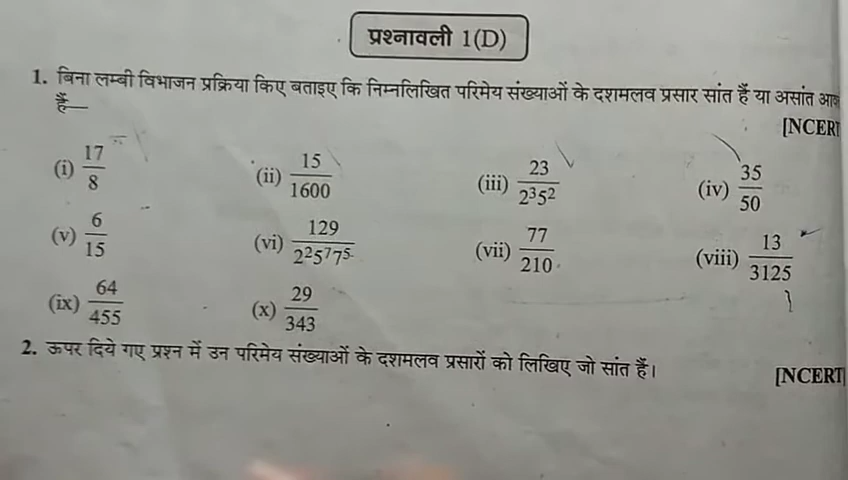 प्रश्नावली 1(D)
1. बिना लम्बी विभाजन प्रक्रिया किए बताइए कि निम्नलिखित परिमेय संख्याओं के दशमलव प्रसार सांत हैं या असांत
हैं—
[NCERT
(i) 17/8 (ii) 15/1600 (iii) 23/2³5² (iv) 35/50
(v) 6/15 (vi) 129/2²5⁷7⁵ (vii) 77/210 (viii) 13/3125
(ix) 64/455 (x) 29/343
2. ऊपर दिये गए प्रश्न में उन परिमेय संख्याओं के दशमलव प्रसारों को लिखिए जो सांत हैं।
[NCERT]